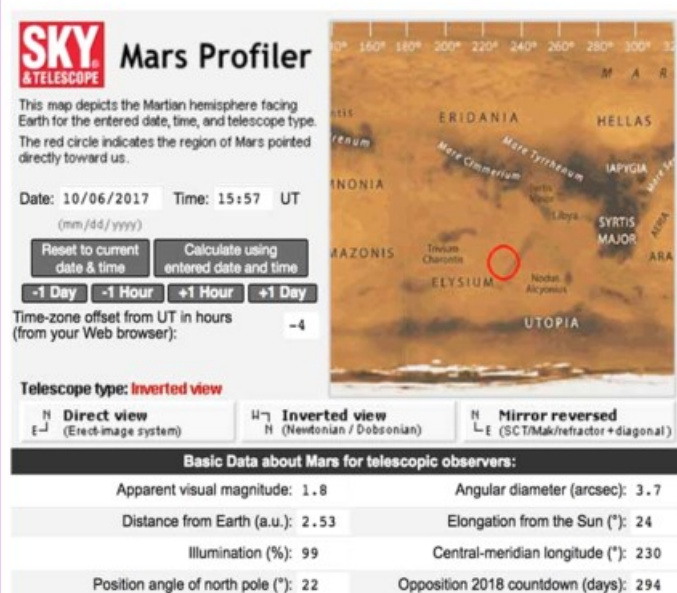 SKY
& TELESCOPE
Mars Profiler
This map depicts the Martian hemisphere facing
Earth for the entered date, time, and telescope type.
The red circle indicates the region of Mars pointed
directly toward us.
Date: 10/06/2017 Time: 15:57 UT
(mm/dd/yyyy)
Reset to current
date & time
Calculate using
entered date and time
-1 Day -1 Hour +1 Hour +1 Day
Time-zone offset from UT in hours
(from your Web browser): -4
160° 180° 200° 220° 240° 260° 280° 300°
M A R
ERIDANIA
HELLAS
Mare Cimmerium
Mare Tyrrhenum
IAPYGIA
Libya
SYRTIS
MAJOR
AERIA
Trivium
Charontis
ELYSIUM
Nodus
Alcyonius
UTOPIA
Telescope type: Inverted view
N Direct view
E (Erect-image system)
W Inverted view
N (Newtonian / Dobsonian)
N Mirror reversed
E (SCT/Mak/refractor + diagonal)
Basic Data about Mars for telescopic observers:
Apparent visual magnitude: 1.8 Angular diameter (arcsec): 3.7
Distance from Earth (a.u.): 2.53 Elongation from the Sun (°): 24
Illumination (%): 99 Central-meridian longitude (°): 230
Position angle of north pole (°): 22 Opposition 2018 countdown (days): 294